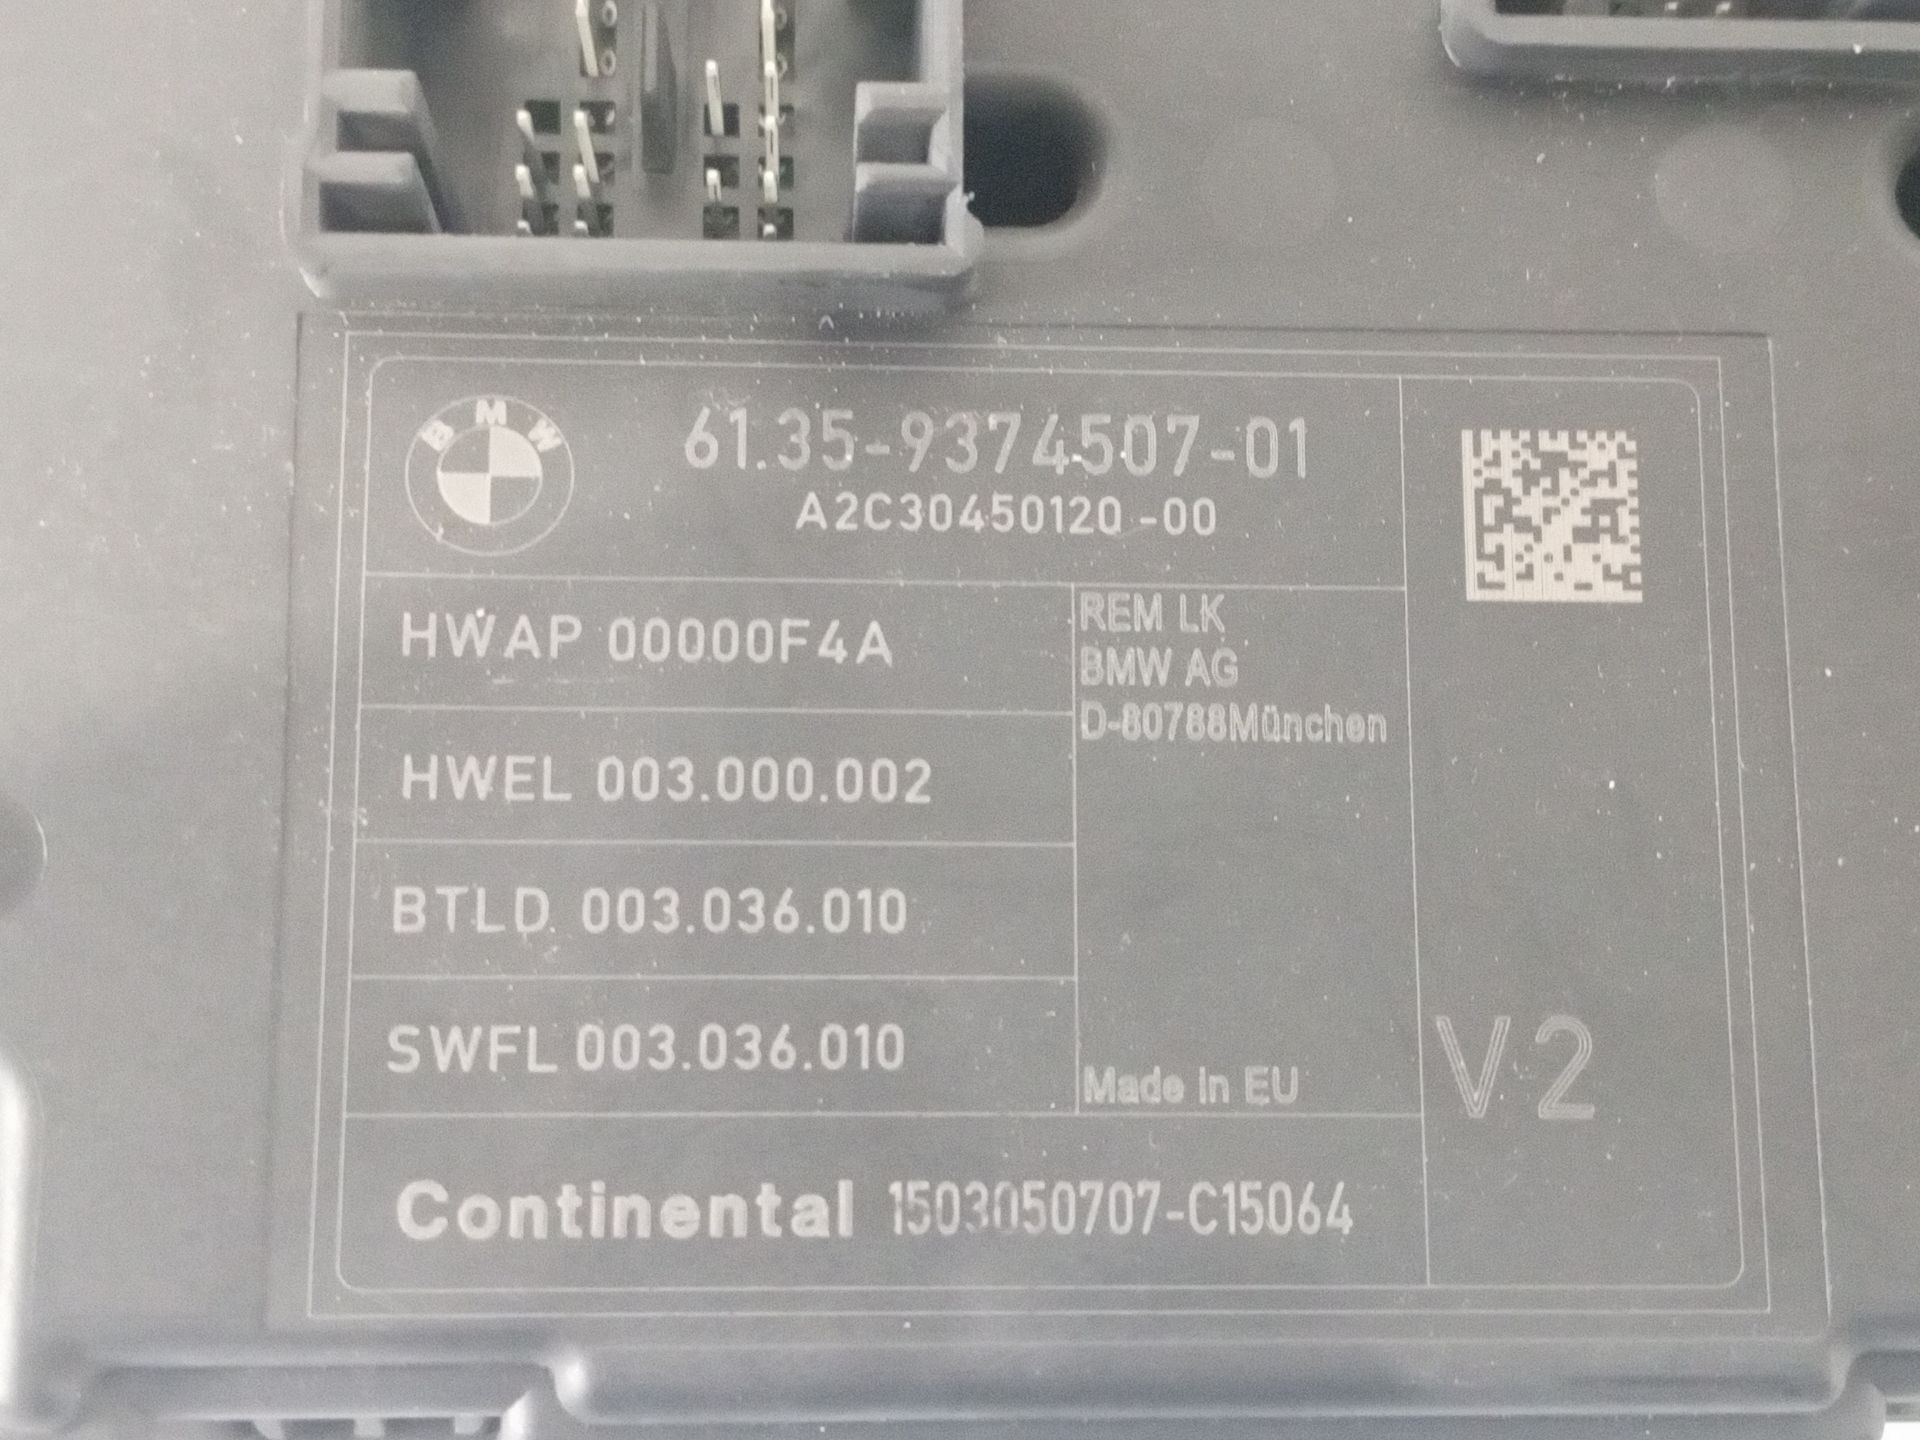 BMW
61.35-9374507-01
A2C30450120-00
HWAP 00000F4A
HWEL 003.000.002
BTLD 003.036.010
SWFL 003.036.010
REM LK
BMW AG
D-80788München
Made in EU
V2
Continental 1503050707-C15064